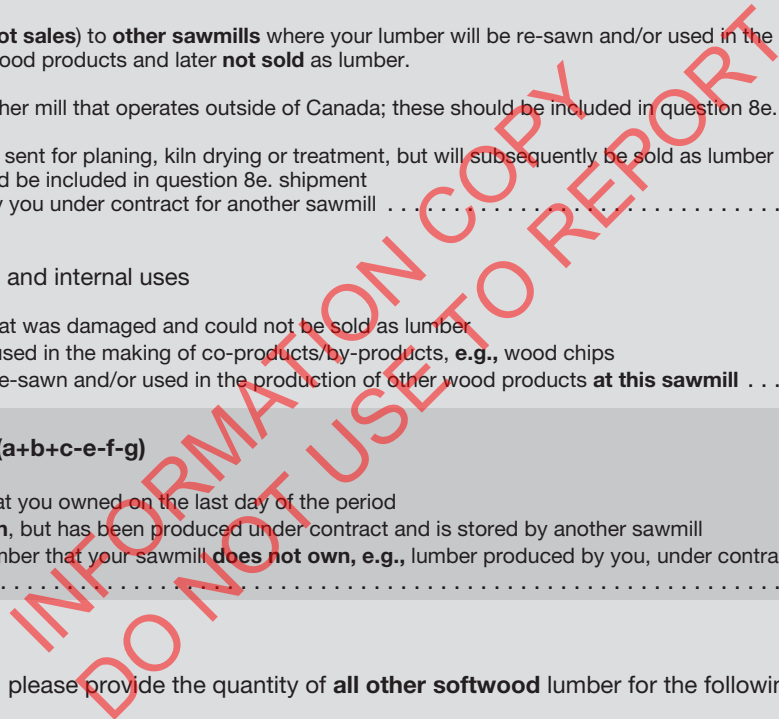 ot sales) to other sawmills where your lumber will be re-sawn and/or used in the
ood products and later not sold as lumber.
her mill that operates outside of Canada; these should be included in question 8e.
sent for planing, kiln drying or treatment, but will subsequently be sold as lumber
d be included in question 8e. shipment
y you under contract for another sawmill . . . . . . . . . . . . . . . . . . . . . . . . . . . . . . . . . . . . .
and internal uses
at was damaged and could not be sold as lumber
used in the making of co-products/by-products, e.g., wood chips
e-sawn and/or used in the production of other wood products at this sawmill . . .
(a+b+c-e-f-g)
at you owned on the last day of the period
n, but has been produced under contract and is stored by another sawmill
mber that your sawmill does not own, e.g., lumber produced by you, under contra
. . . . . . . . . . . . . . . . . . . . . . . . . . . . . . . . . . . . . . . . . . . . . . . . . . . . . . . . . . . . . . . . . . .
please provide the quantity of all other softwood lumber for the followin
INFORMATION COPY
DO NOT USE TO REPORT